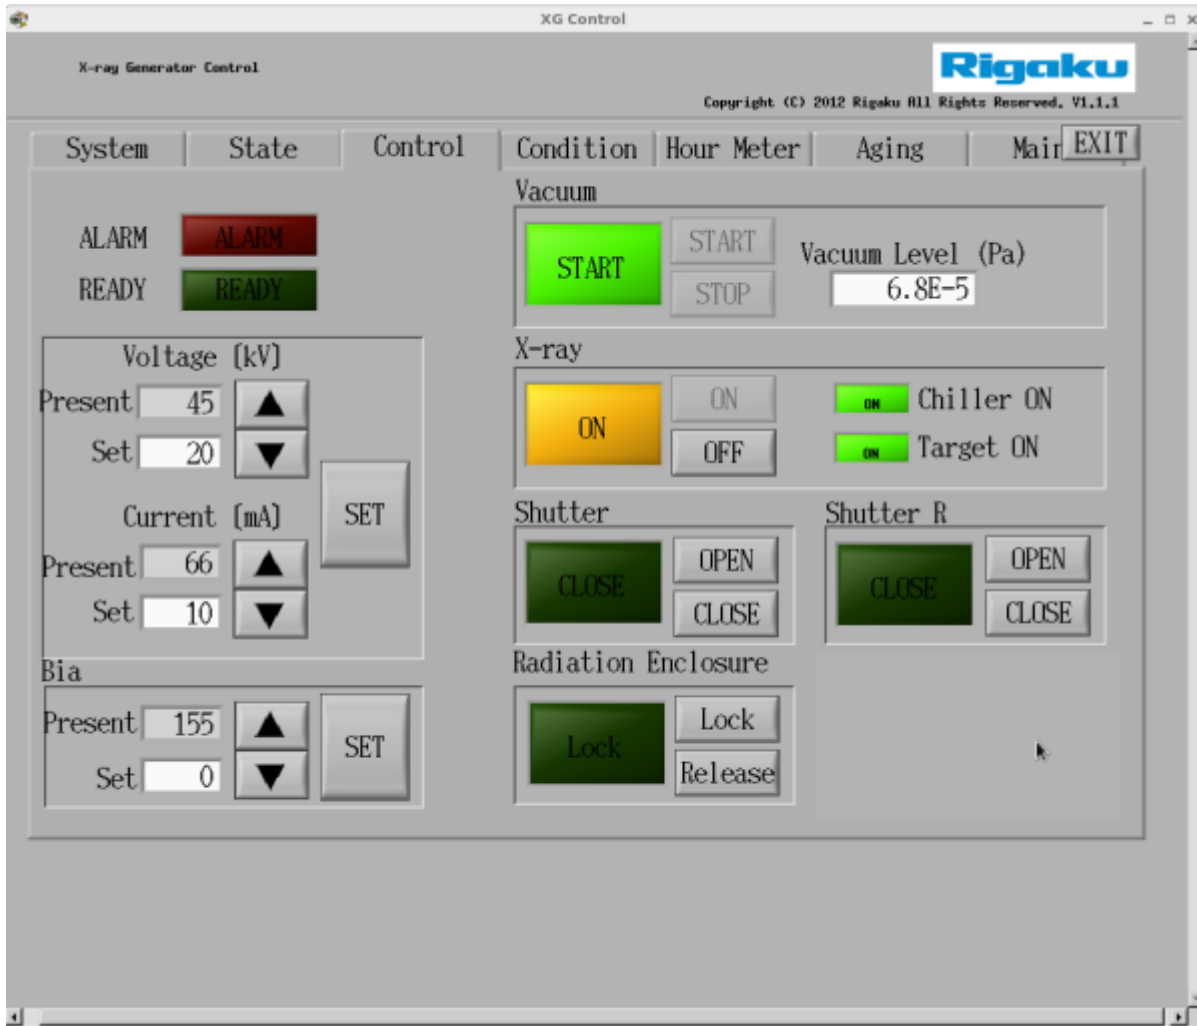 XG Control
X-ray Generator Control
Rigaku
Copyright (C) 2012 Rigaku All Rights Reserved. V1.1.1
System State Control Condition Hour Meter Aging Main EXIT
ALARM ALARM
READY READY
Voltage [kV]
Present 45
Set 20
Current [mA]
Present 66
Set 10
SET
Bia
Present 155
Set 0
SET
Vacuum
START START STOP
Vacuum Level (Pa)
6.8E-5
X-ray
ON ON OFF
ON Chiller ON
ON Target ON
Shutter
CLOSE OPEN CLOSE
Shutter R
CLOSE OPEN CLOSE
Radiation Enclosure
Lock Lock Release